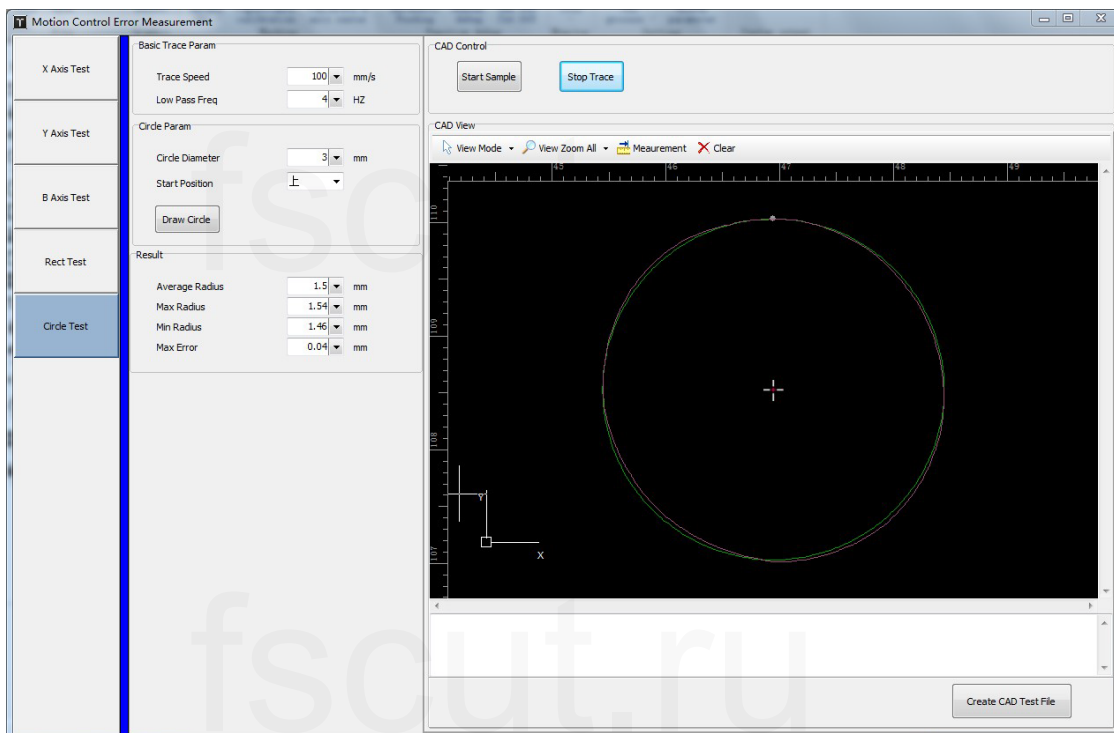 Motion Control Error Measurement
X Axis Test
Y Axis Test
B Axis Test
Rect Test
Circle Test
Basic Trace Param
Trace Speed 100 mm/s
Low Pass Freq 4 HZ
Circle Param
Circle Diameter 3 mm
Start Position 上
Draw Circle
Result
Average Radius 1.5 mm
Max Radius 1.54 mm
Min Radius 1.46 mm
Max Error 0.04 mm
CAD Control
Start Sample Stop Trace
CAD View
View Mode View Zoom All Meaurement Clear
45 46 47 48 49
110
109
108
107
Y
X
Create CAD Test File
fscut.ru